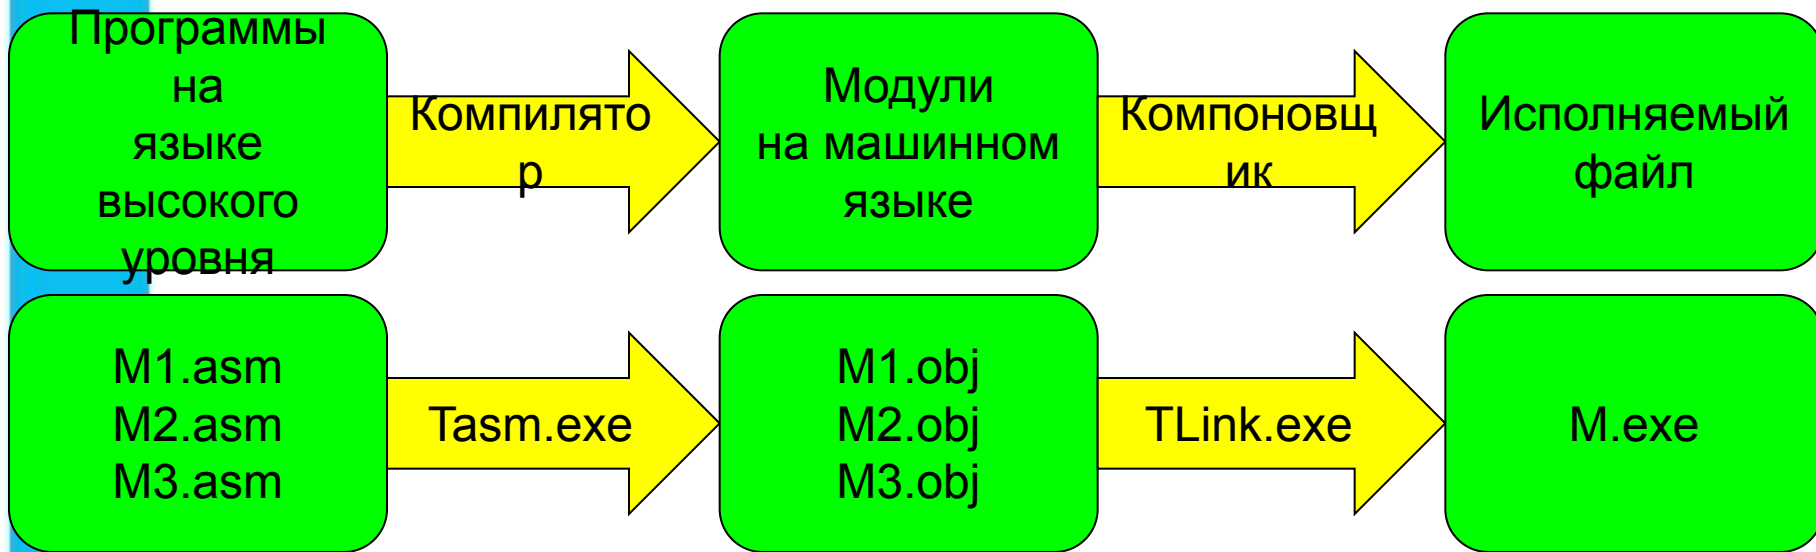 Программы
на
языке
высокого
уровня
Компилято
р
Модули
на машинном
языке
Компоновщ
ик
Исполняемый
файл
M1.asm
M2.asm
M3.asm
Tasm.exe
M1.obj
M2.obj
M3.obj
TLink.exe
M.exe